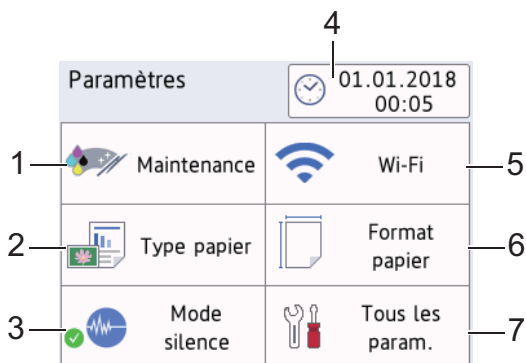 4
Paramètres
01.01.2018
00:05
1
Maintenance
Wi-Fi
5
2
Type papier
Format
papier
6
3
Mode
silence
Tous les
param.
7